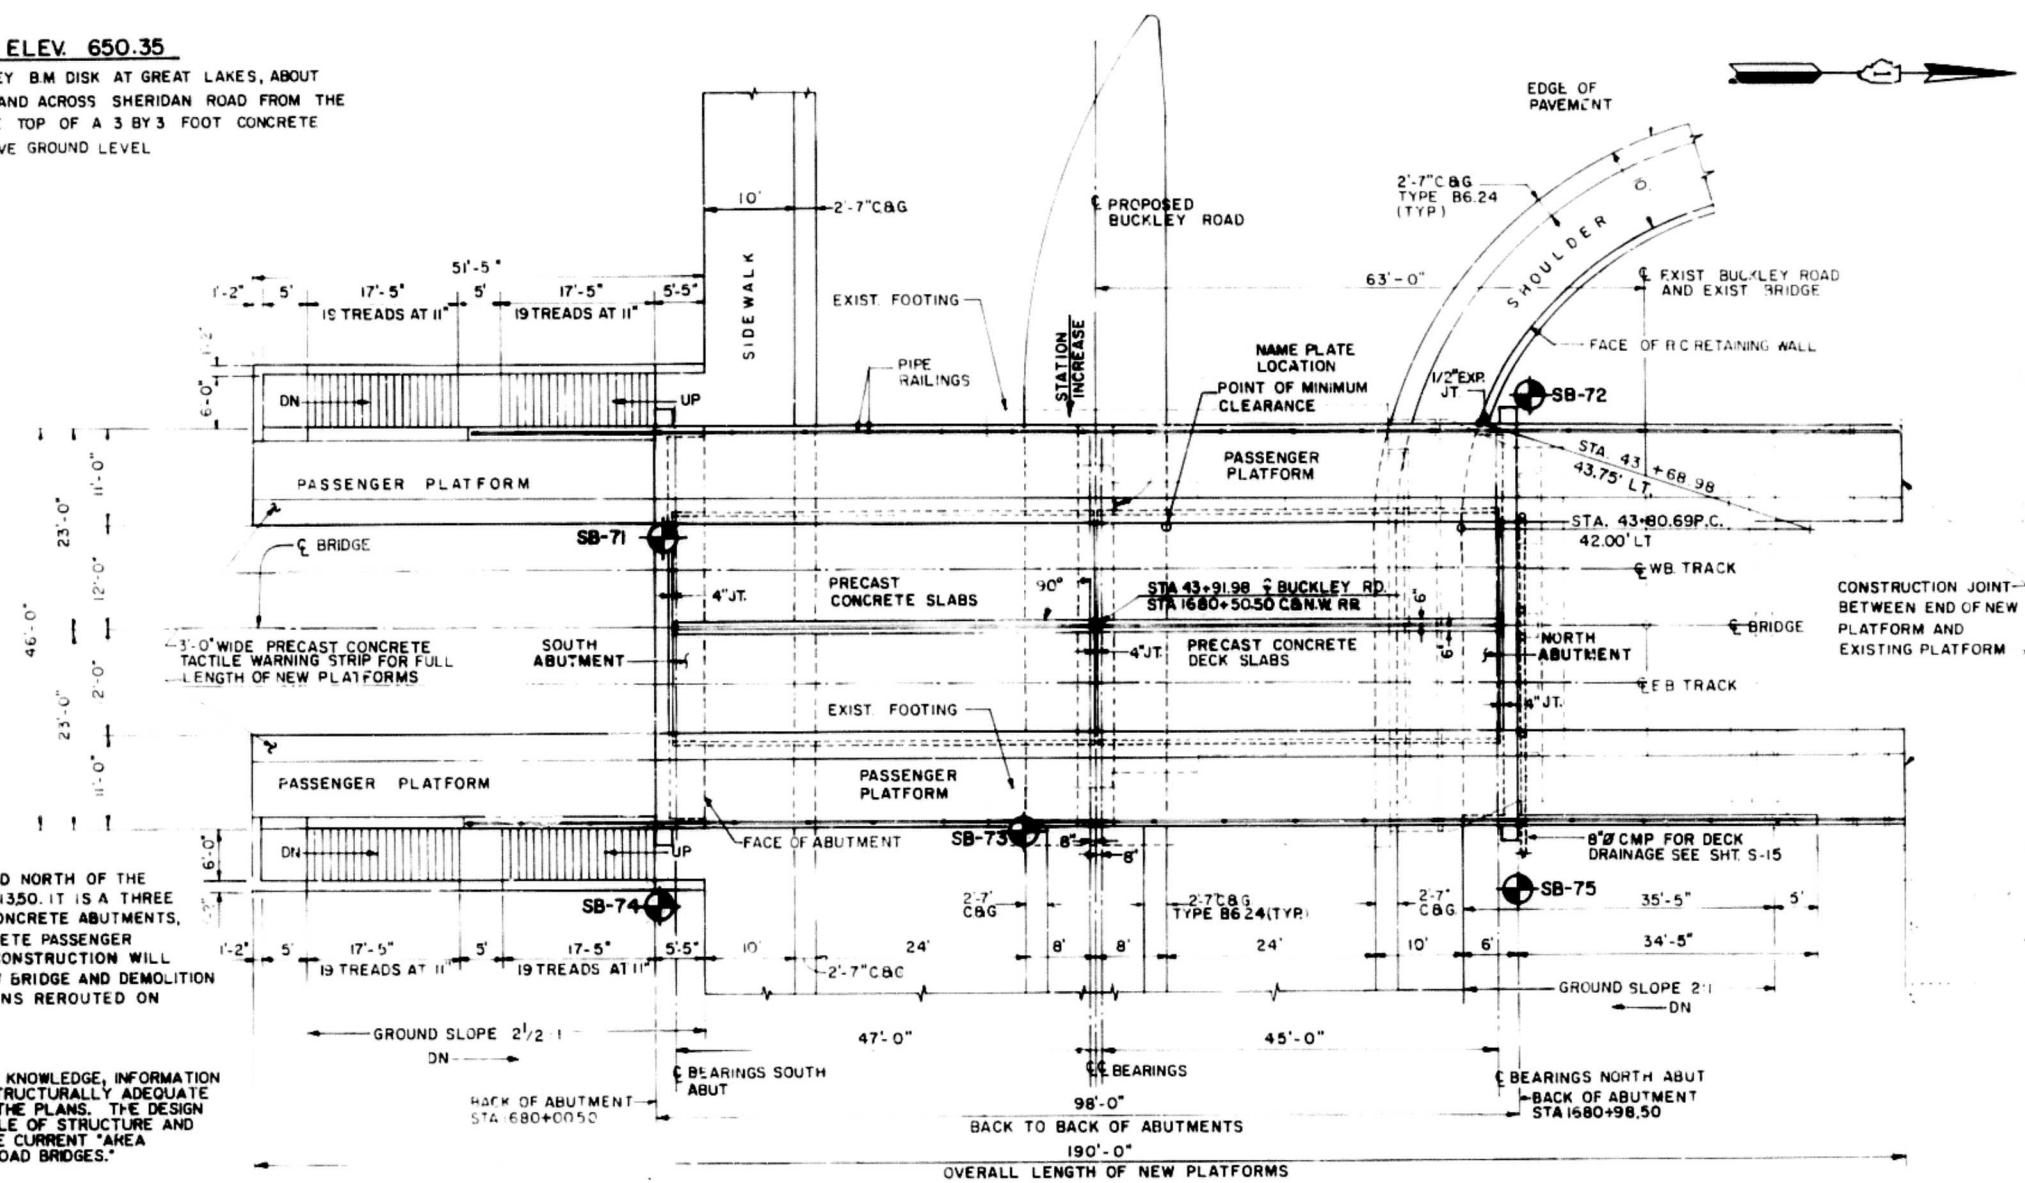 ELEV. 650.35
EY B.M DISK AT GREAT LAKES, ABOUT
AND ACROSS SHERIDAN ROAD FROM THE
TOP OF A 3 BY 3 FOOT CONCRETE
VE GROUND LEVEL
EDGE OF
PAVEMENT
2'-7" C&G
TYPE B6.24
(TYP.)
SHOULDER
10'
2'-7" C&G
SIDEWALK
℄ PROPOSED
BUCKLEY ROAD
63'-0"
℄ EXIST BUCKLEY ROAD
AND EXIST BRIDGE
51'-5"
1'-2" 5' 17'-5" 5' 17'-5" 5'-5"
19 TREADS AT 11" 19 TREADS AT 11"
EXIST. FOOTING
STATION
INCREASE
NAME PLATE
LOCATION
POINT OF MINIMUM
CLEARANCE
1/2" EXP.
JT.
FACE OF R C RETAINING WALL
SB-72
PIPE
RAILINGS
1'-2"
6'-0"
DN UP
PASSENGER PLATFORM
PASSENGER
PLATFORM
STA. 43+68.98
43.75' LT.
STA. 43+80.69 P.C.
42.00' LT
46'-0"
23'-0"
11'-0"
12'-0"
23'-0"
11'-0"
℄ BRIDGE
SB-71
4" JT.
PRECAST
CONCRETE SLABS
90°
STA 43+91.98 ℄ BUCKLEY RD.
STA 1680+50.50 C&N.W. RR
6"
6"
℄ WB. TRACK
CONSTRUCTION JOINT
BETWEEN END OF NEW
PLATFORM AND
EXISTING PLATFORM
3'-0" WIDE PRECAST CONCRETE
TACTILE WARNING STRIP FOR FULL
LENGTH OF NEW PLATFORMS
SOUTH
ABUTMENT
4" JT.
PRECAST CONCRETE
DECK SLABS
NORTH
ABUTMENT
℄ BRIDGE
℄ E B TRACK
4" JT.
EXIST. FOOTING
PASSENGER PLATFORM
PASSENGER
PLATFORM
FACE OF ABUTMENT
SB-73
8"
8"
8"Ø CMP FOR DECK
DRAINAGE SEE SHT. S-15
6'-0"
DN UP
SB-74
SB-75
2'-7"
C&G
2'-7" C&G
TYPE B6.24 (TYP.)
2'-7"
C&G
35'-5" 5'
34'-5"
D NORTH OF THE
1350. IT IS A THREE
ONCRETE ABUTMENTS,
ETE PASSENGER
CONSTRUCTION WILL
BRIDGE AND DEMOLITION
NS REROUTED ON
1'-2" 5' 17'-5" 5' 17'-5" 5'-5" 10' 24' 8' 8' 24' 10' 6'
19 TREADS AT 11" 19 TREADS AT 11"
2'-7" C&G
GROUND SLOPE 2:1
DN
GROUND SLOPE 2 1/2:1
DN
47'-0" 45'-0"
KNOWLEDGE, INFORMATION
TRUCTURALLY ADEQUATE
THE PLANS. THE DESIGN
LE OF STRUCTURE AND
E CURRENT "AREA
OAD BRIDGES."
℄ BEARINGS SOUTH
ABUT
℄ ℄ BEARINGS
℄ BEARINGS NORTH ABUT
BACK OF ABUTMENT
STA 1680+00.50
BACK OF ABUTMENT
STA 1680+98.50
98'-0"
BACK TO BACK OF ABUTMENTS
190'-0"
OVERALL LENGTH OF NEW PLATFORMS